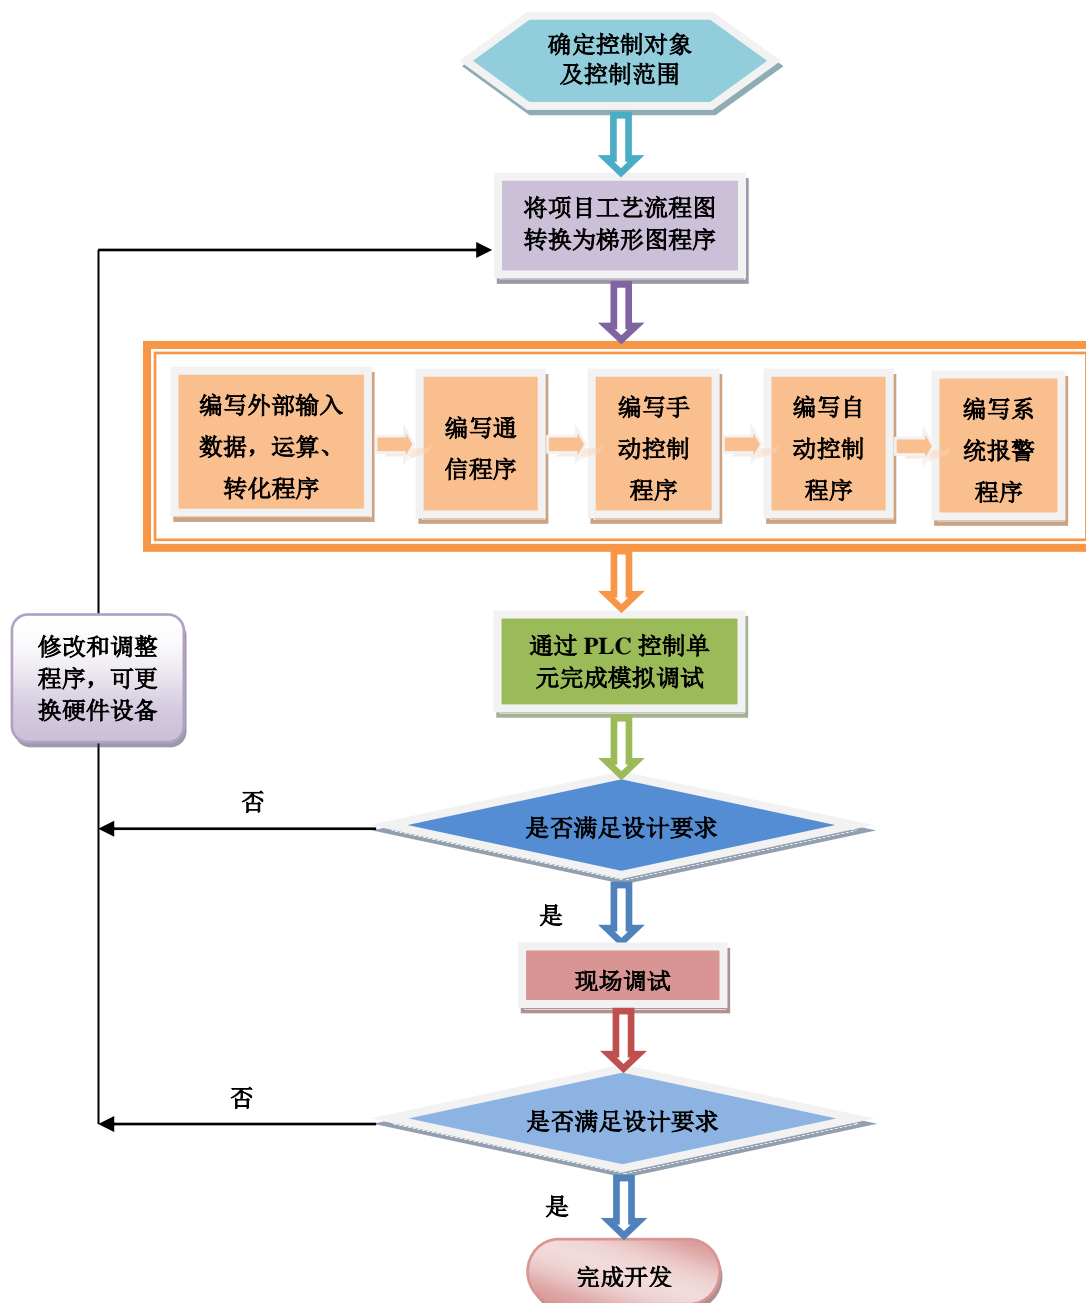 确定控制对象
及控制范围
将项目工艺流程图
转换为梯形图程序
编写外部输入
数据，运算、
转化程序
编写通
信程序
编写手
动控制
程序
编写自
动控制
程序
编写系
统报警
程序
修改和调整
程序，可更
换硬件设备
通过 PLC 控制单
元完成模拟调试
否
是否满足设计要求
是
现场调试
否
是否满足设计要求
是
完成开发